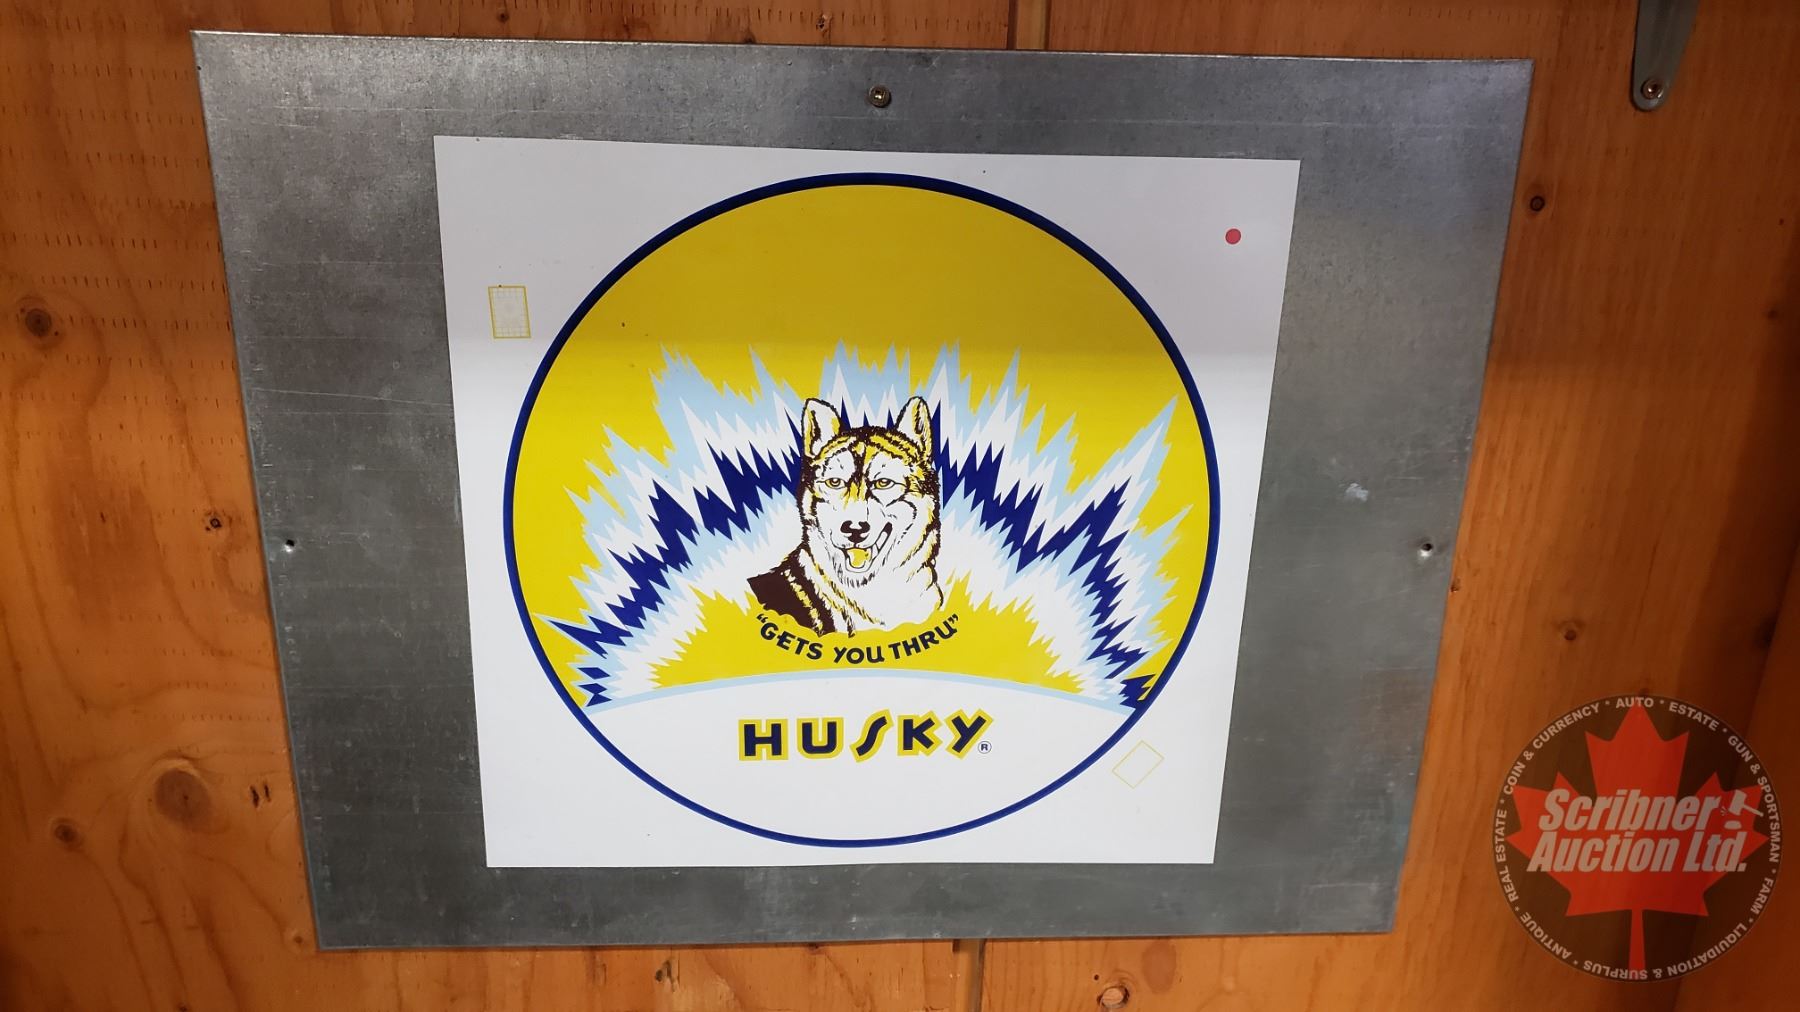 "GETS YOU THRU"
HUSKY®
Scribner
Auction Ltd.
ANTIQUE * REAL ESTATE * COIN & CURRENCY * AUTO * ESTATE * GUN & SPORTSMAN * FARM * LIQUIDATION & SURPLUS *